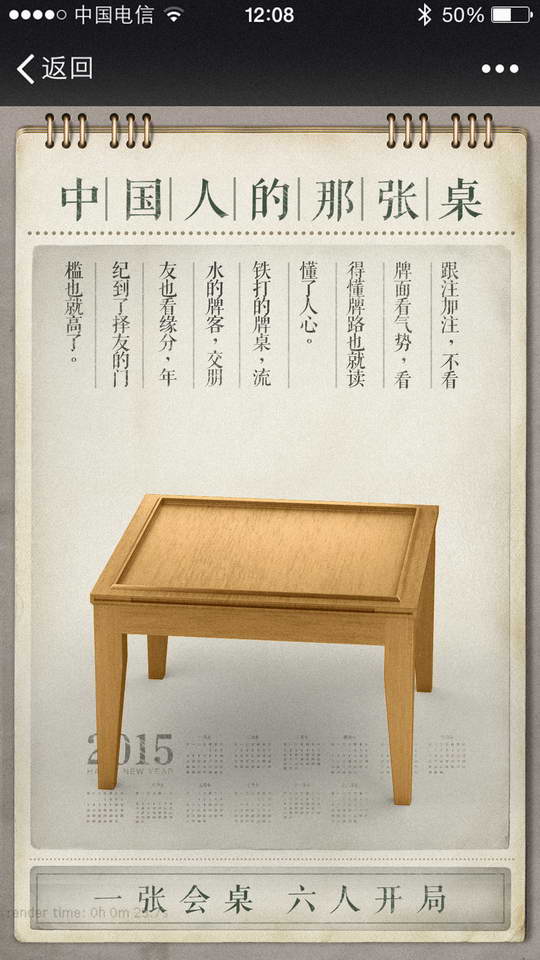 中国电信
12:08
50%
返回
中国人的那张桌
跟注加注，不看
牌面看气势，看
得懂牌路也就读
懂了人心。
铁打的牌桌，流
水的牌客，交朋
友也看缘分，年
纪到了择友的门
槛也就高了。
2015
HAPPY NEW YEAR
一张会桌 六人开局
render time: 0h 0m